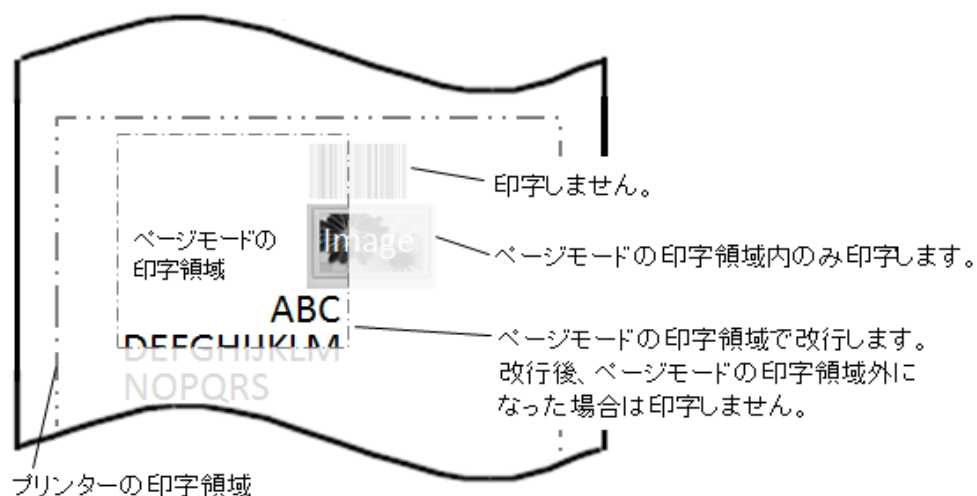 印字しません。
ページモードの
印字領域
Image
ページモードの印字領域内のみ印字します。
ABC
DEFGHIJKLM
NOPQRS
ページモードの印字領域で改行します。
改行後、ページモードの印字領域外に
なった場合は印字しません。
プリンターの印字領域